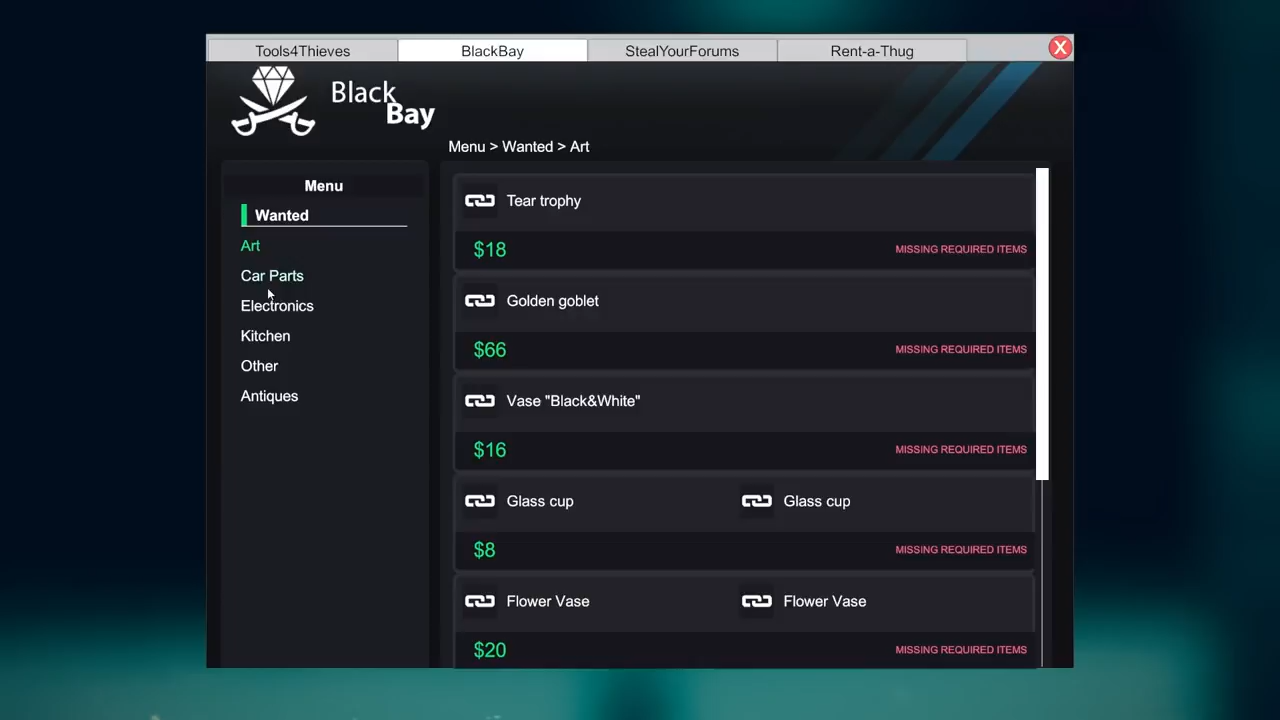 Tools4Thieves
BlackBay
StealYourForums
Rent-a-Thug
X
Black
Bay
Menu > Wanted > Art
Menu
Wanted
Art
Car Parts
Electronics
Kitchen
Other
Antiques
Tear trophy
$18 MISSING REQUIRED ITEMS
Golden goblet
$66 MISSING REQUIRED ITEMS
Vase "Black&White"
$16 MISSING REQUIRED ITEMS
Glass cup Glass cup
$8 MISSING REQUIRED ITEMS
Flower Vase Flower Vase
$20 MISSING REQUIRED ITEMS